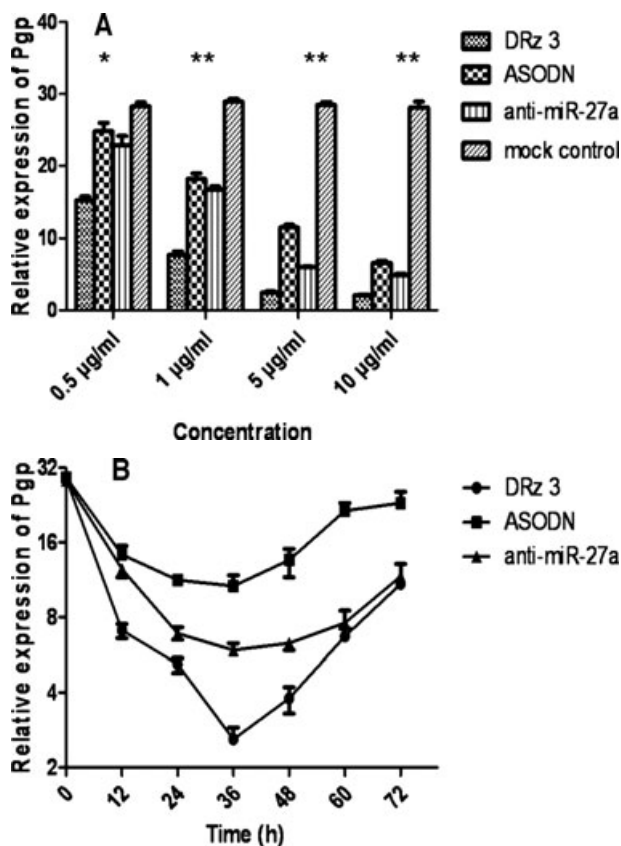 A
Relative expression of Pgp
40
30
20
10
0
* ** ** **
0.5 µg/ml 1 µg/ml 5 µg/ml 10 µg/ml
Concentration
DRz 3
ASODN
anti-miR-27a
mock control
B
Relative expression of Pgp
32
16
8
4
2
0 12 24 36 48 60 72
Time (h)
DRz 3
ASODN
anti-miR-27a